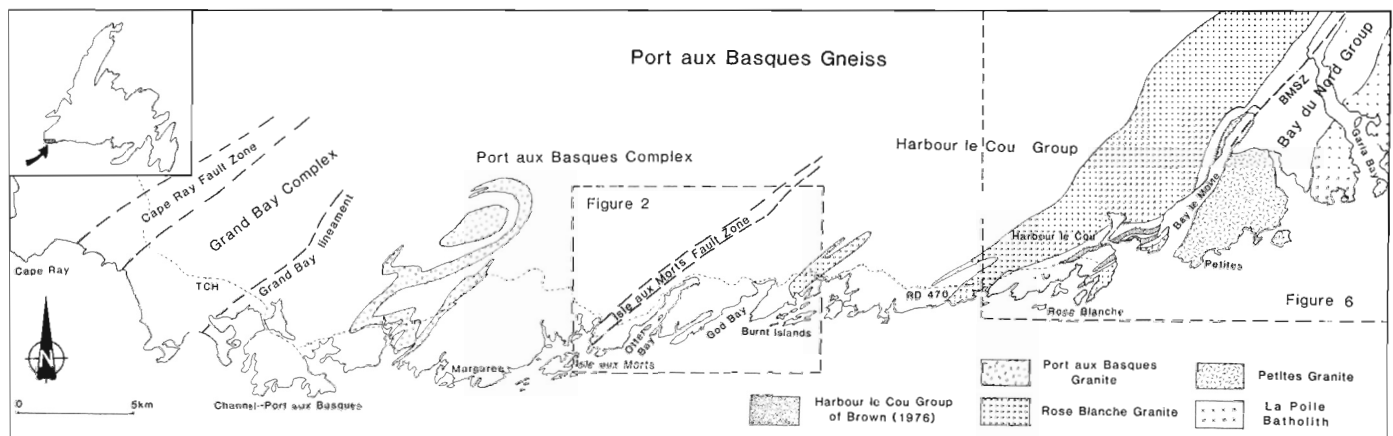 Port aux Basques Gneiss
Cape Ray Fault Zone
Grand Bay Complex
Grand Bay
lineament
Cape Ray
TCH
Port aux Basques Complex
Harbour le Cou Group
BMSZ
Bay du Nord Group
Garia Bay
Figure 2
Isle aux Morts Fault Zone
Otter
Bay
God Bay
Burnt Islands
Isle aux Morts
Margaree
Channel-Port aux Basques
Bay le Moine
Harbour le Cou
Petites
RD 470
Rose Blanche
Figure 6
N
0 5km
Port aux Basques
Granite
Petites Granite
Harbour le Cou Group
of Brown (1976)
Rose Blanche Granite
La Poile
Batholith